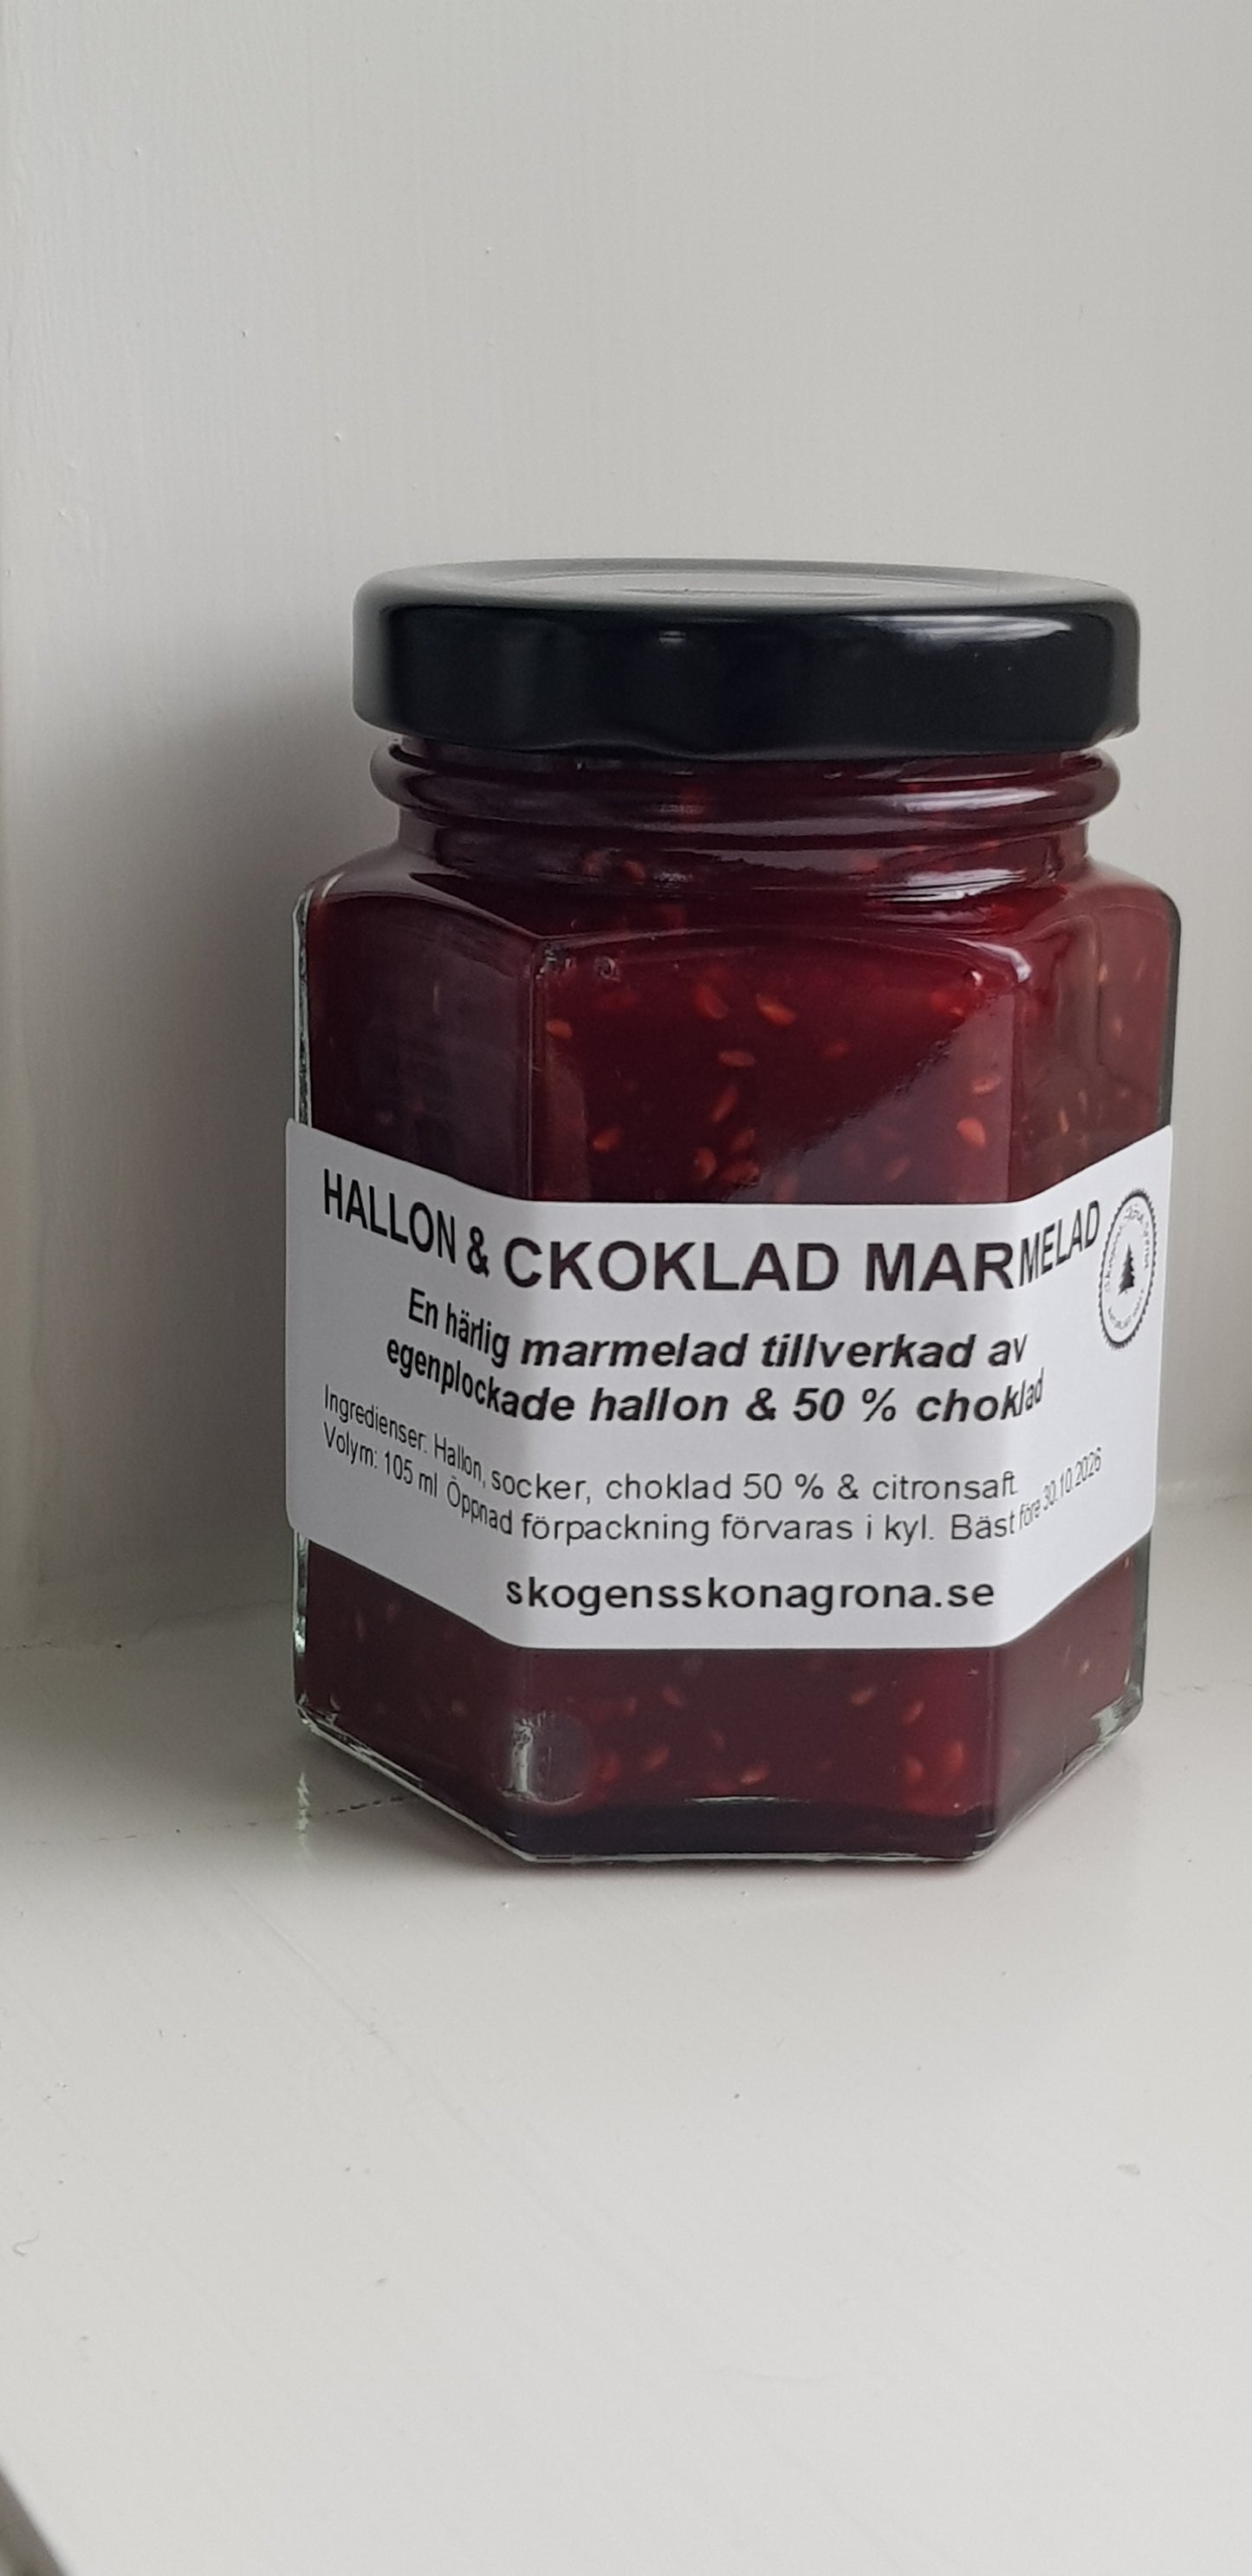 HALLON & CKOKLAD MARMELAD
En härlig marmelad tillverkad av
egenplockade hallon & 50 % choklad
Ingredienser: Hallon, socker, choklad 50 % & citronsaft
Volym: 105 ml Öppnad förpackning förvaras i kyl. Bäst före 30.10.2026
skogensskonagrona.se